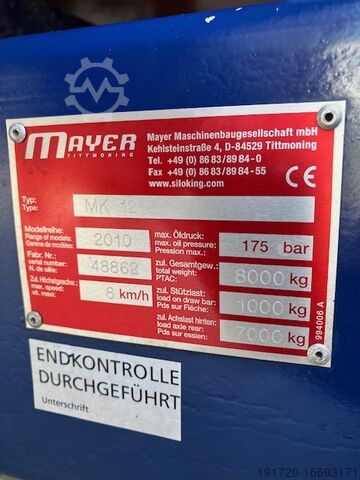 MAYER
TITTMONING
Mayer Maschinenbaugesellschaft mbH
Kehlsteinstraße 4, D-84529 Tittmoning
Tel. +49 (0) 86 83/89 84-0
Fax +49 (0) 86 83/89 84-55
www.siloking.com
CE
Typ:
Type:
MK 12
Modellreihe:
Range of models:
Gamme de modèles:
2010
Fabr. Nr.:
serial number:
N. de série:
48862
Zul. Höchstgeschw.:
max. speed:
vit. maxi:
8 km/h
max. Öldruck:
max. oil pressure:
Pression max.:
175 bar
zul. Gesamtgew.:
total weight:
PTAC:
8000 kg
zul. Stützlast:
load on draw bar:
Pds sur timon:
1000 kg
zul. Achslast hinten:
load axle rear:
Pds sur essien:
7000 kg
994006 A
ENDKONTROLLE
DURCHGEFÜHRT
Unterschrift
191720-16693171